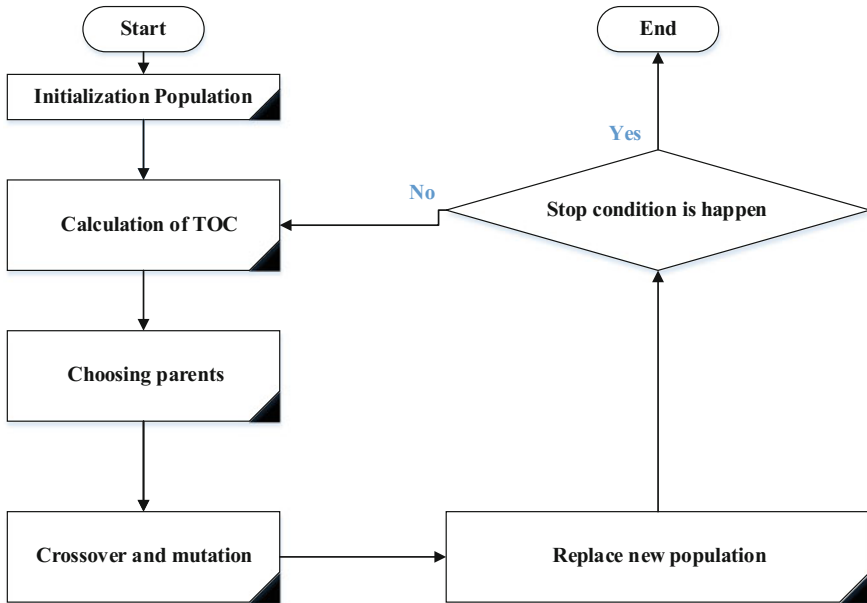 Start
Initialization Population
Calculation of TOC
Choosing parents
Crossover and mutation
Replace new population
Stop condition is happen
No
Yes
End